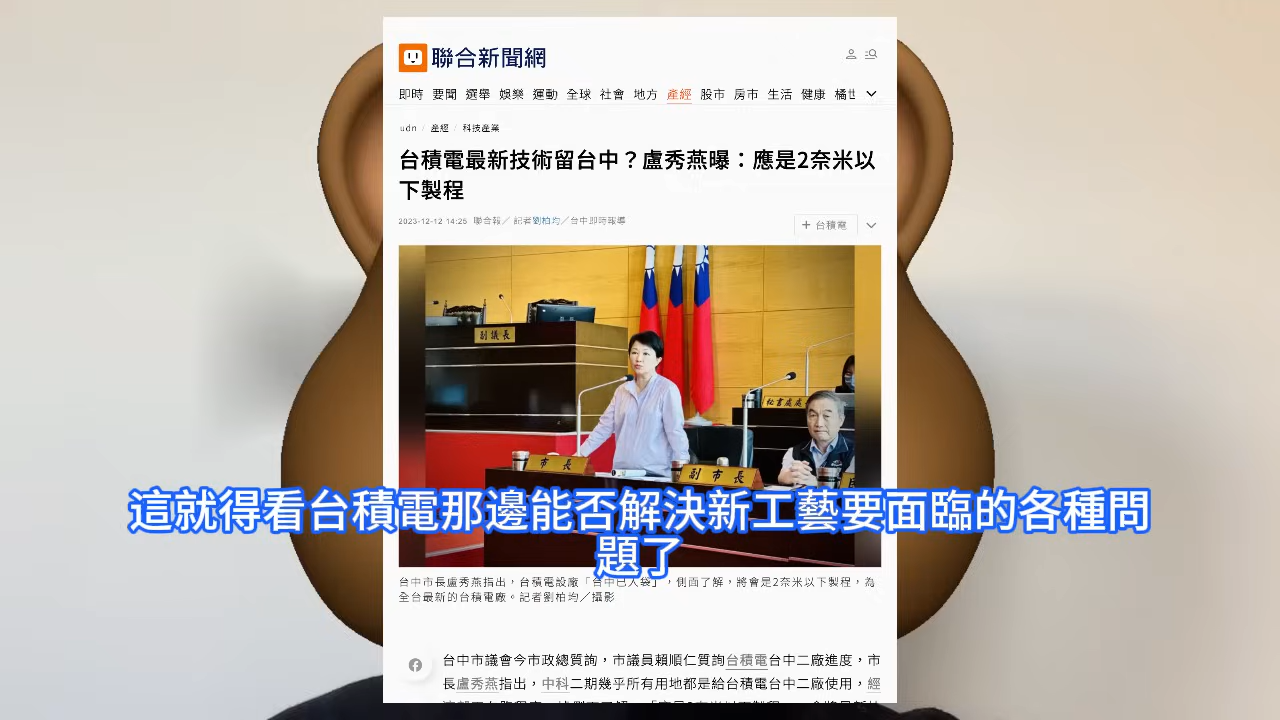 聯合新聞網
即時 要聞 選舉 娛樂 運動 全球 社會 地方 產經 股市 房市 生活 健康 橘世
udn / 產經 / 科技產業
台積電最新技術留台中？盧秀燕曝：應是2奈米以
下製程
2023-12-12 14:25 聯合報／ 記者劉柏均／台中即時報導
+ 台積電
副議長
秘書處處
市長
副市長
這就得看台積電那邊能否解決新工藝要面臨的各種問
題了
台中市長盧秀燕指出，台積電設廠「台中已入袋」，側面了解，將會是2奈米以下製程，為
全台最新的台積電廠。記者劉柏均／攝影
台中市議會今市政總質詢，市議員賴順仁質詢台積電台中二廠進度，市
長盧秀燕指出，中科二期幾乎所有用地都是給台積電台中二廠使用，經